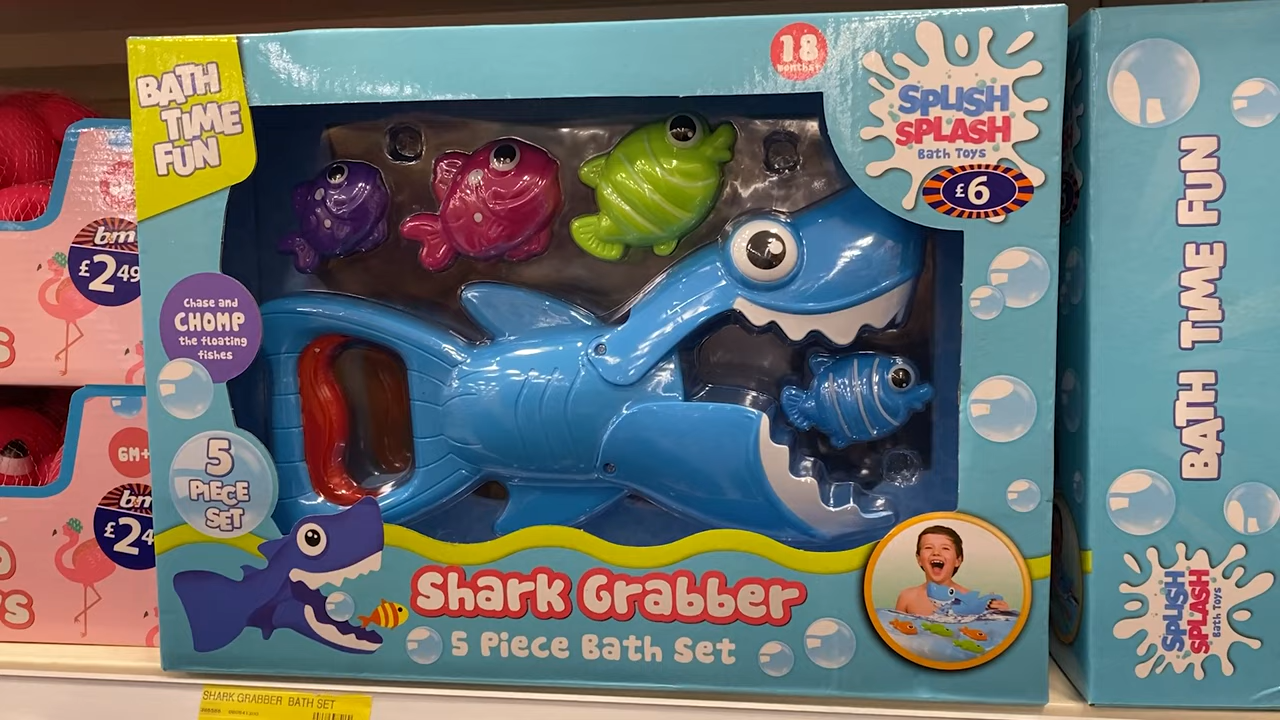 BATH
TIME
FUN
18
months+
SPLISH
SPLASH
Bath Toys
£6
bm
£2.49
Chase and
CHOMP
the floating
fishes
5
PIECE
SET
6M+
bm
£2.4
S
Shark Grabber
5 Piece Bath Set
BATH TIME FUN
SPLISH
SPLASH
Bath Toys
SHARK GRABBER BATH SET